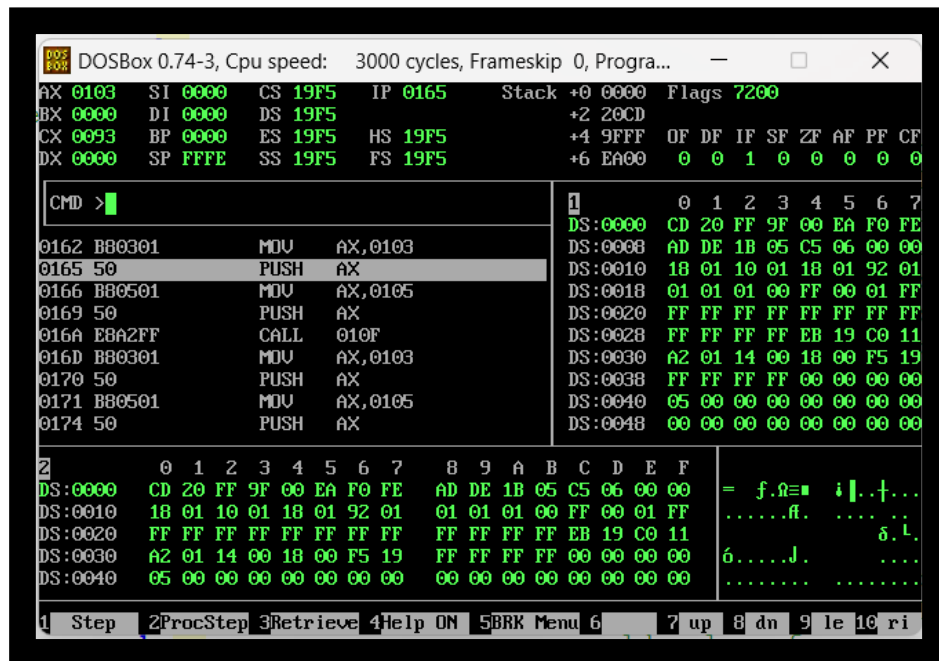 DOSBox 0.74-3, Cpu speed: 3000 cycles, Frameskip 0, Progra...
AX 0103 SI 0000 CS 19F5 IP 0165 Stack +0 0000 Flags 7200
BX 0000 DI 0000 DS 19F5 +2 20CD
CX 0093 BP 0000 ES 19F5 HS 19F5 +4 9FFF OF DF IF SF ZF AF PF CF
DX 0000 SP FFFE SS 19F5 FS 19F5 +6 EA00 0 0 1 0 0 0 0 0
CMD >
1 0 1 2 3 4 5 6 7
DS:0000 CD 20 FF 9F 00 EA F0 FE
0162 B80301 MOV AX,0103 DS:0008 AD DE 1B 05 C5 06 00 00
0165 50 PUSH AX DS:0010 18 01 10 01 18 01 92 01
0166 B80501 MOV AX,0105 DS:0018 01 01 01 00 FF 00 01 FF
0169 50 PUSH AX DS:0020 FF FF FF FF FF FF FF FF
016A E8A2FF CALL 010F DS:0028 FF FF FF FF EB 19 C0 11
016D B80301 MOV AX,0103 DS:0030 A2 01 14 00 18 00 F5 19
0170 50 PUSH AX DS:0038 FF FF FF FF 00 00 00 00
0171 B80501 MOV AX,0105 DS:0040 05 00 00 00 00 00 00 00
0174 50 PUSH AX DS:0048 00 00 00 00 00 00 00 00
2 0 1 2 3 4 5 6 7 8 9 A B C D E F
DS:0000 CD 20 FF 9F 00 EA F0 FE AD DE 1B 05 C5 06 00 00 = ƒ.Ω≡■ ¡▐..┼...
DS:0010 18 01 10 01 18 01 92 01 01 01 01 00 FF 00 01 FF ......Æ. .... ..
DS:0020 FF FF FF FF FF FF FF FF FF FF FF FF EB 19 C0 11 δ.└.
DS:0030 A2 01 14 00 18 00 F5 19 FF FF FF FF 00 00 00 00 ó.....⌡. ....
DS:0040 05 00 00 00 00 00 00 00 00 00 00 00 00 00 00 00 ........ ........
1 Step 2ProcStep 3Retrieve 4Help ON 5BRK Menu 6 7 up 8 dn 9 le 10 ri